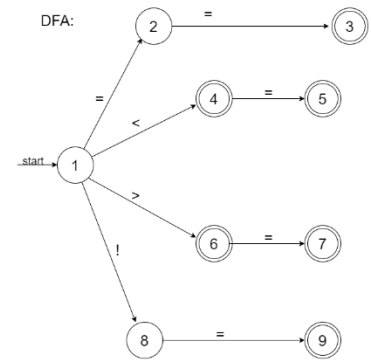 DFA:
2 = 3
=
4 = 5
<
start 1
>
6 = 7
!
8 = 9